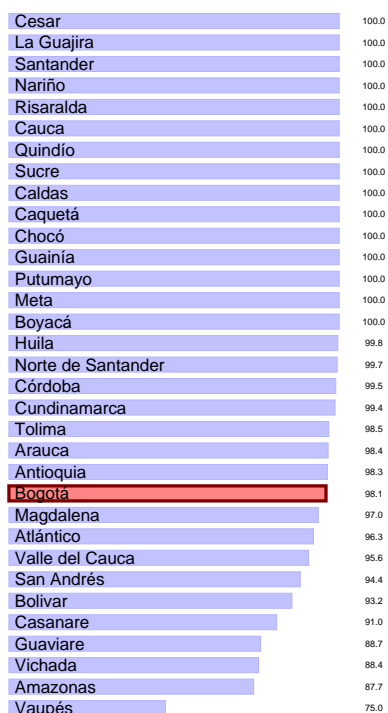 Cesar 100.0
La Guajira 100.0
Santander 100.0
Nariño 100.0
Risaralda 100.0
Cauca 100.0
Quindío 100.0
Sucre 100.0
Caldas 100.0
Caquetá 100.0
Chocó 100.0
Guainía 100.0
Putumayo 100.0
Meta 100.0
Boyacá 100.0
Huila 99.8
Norte de Santander 99.7
Córdoba 99.5
Cundinamarca 99.4
Tolima 98.5
Arauca 98.4
Antioquia 98.3
Bogotá 98.1
Magdalena 97.0
Atlántico 96.3
Valle del Cauca 95.6
San Andrés 94.4
Bolivar 93.2
Casanare 91.0
Guaviare 88.7
Vichada 88.4
Amazonas 87.7
Vaupés 75.0